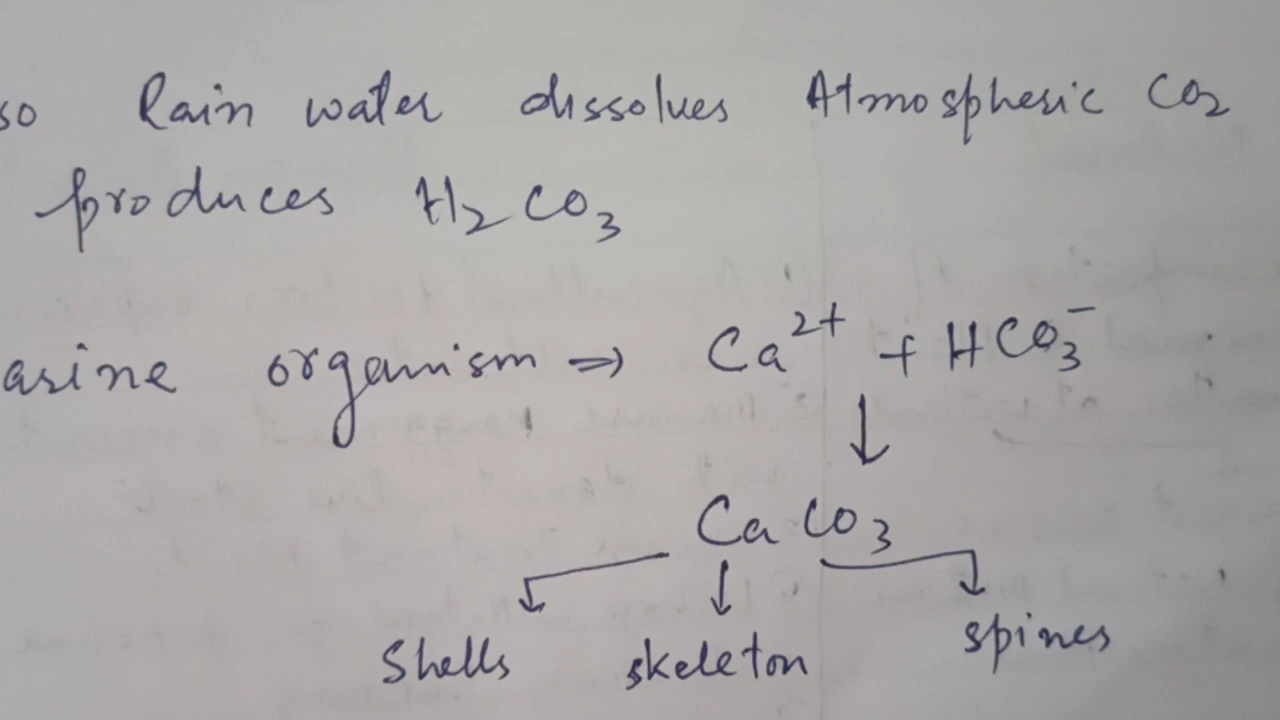 so Rain water dissolves Atmospheric CO₂
produces H₂CO₃
arine organism ⇒ Ca²⁺ + HCO₃⁻
↓
CaCO₃
↓ ↓ ↓
Shells skeleton spines